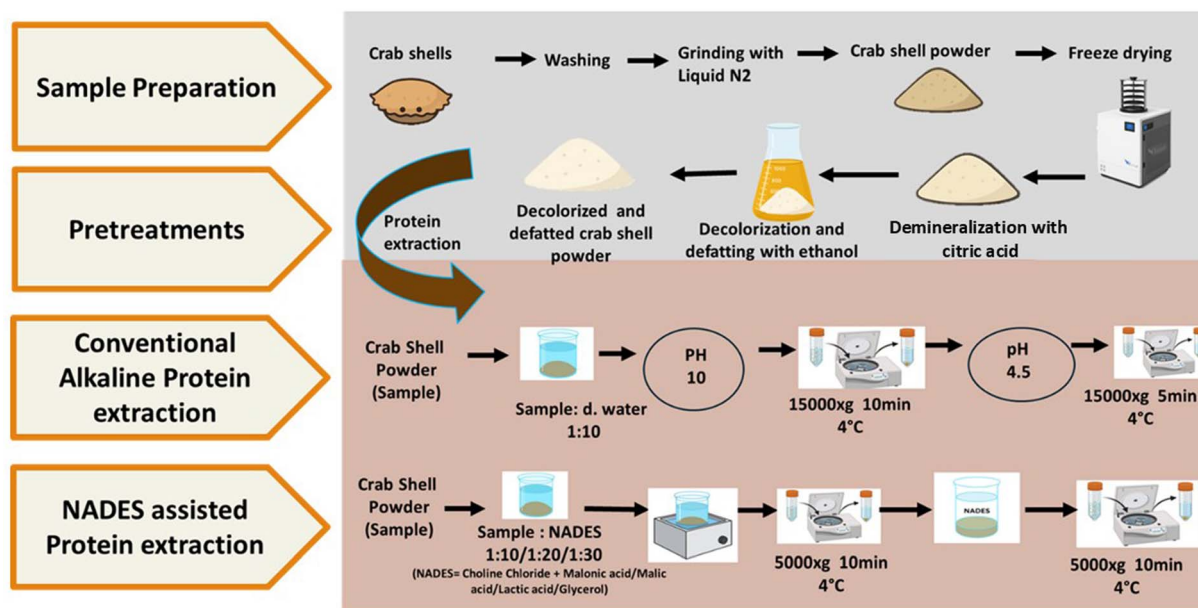 Sample Preparation
Crab shells
Washing
Grinding with
Liquid N2
Crab shell powder
Freeze drying
Pretreatments
Protein
extraction
Decolorized and
defatted crab shell
powder
Decolorization and
defatting with ethanol
Demineralization with
citric acid
Conventional
Alkaline Protein
extraction
Crab Shell
Powder
(Sample)
Sample: d. water
1:10
PH
10
15000xg 10min
4°C
pH
4.5
15000xg 5min
4°C
NADES assisted
Protein extraction
Crab Shell
Powder
(Sample)
Sample : NADES
1:10/1:20/1:30
(NADES= Choline Chloride + Malonic acid/Malic
acid/Lactic acid/Glycerol)
5000xg 10min
4°C
NADES
5000xg 10min
4°C